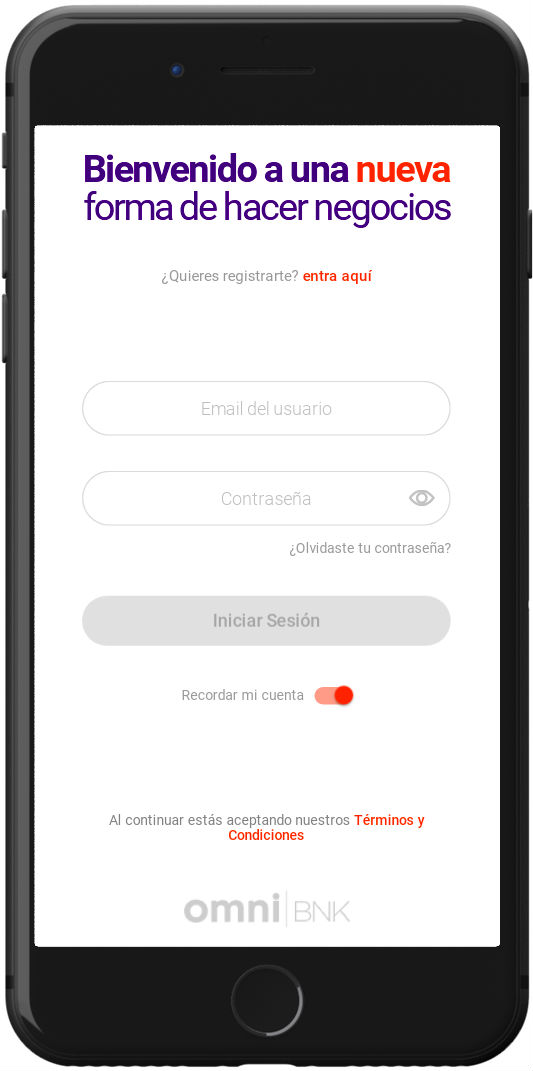 Bienvenido a una nueva
forma de hacer negocios
¿Quieres registrarte? entra aquí
Email del usuario
Contraseña
¿Olvidaste tu contraseña?
Iniciar Sesión
Recordar mi cuenta
Al continuar estás aceptando nuestros Términos y
Condiciones
omni BNK